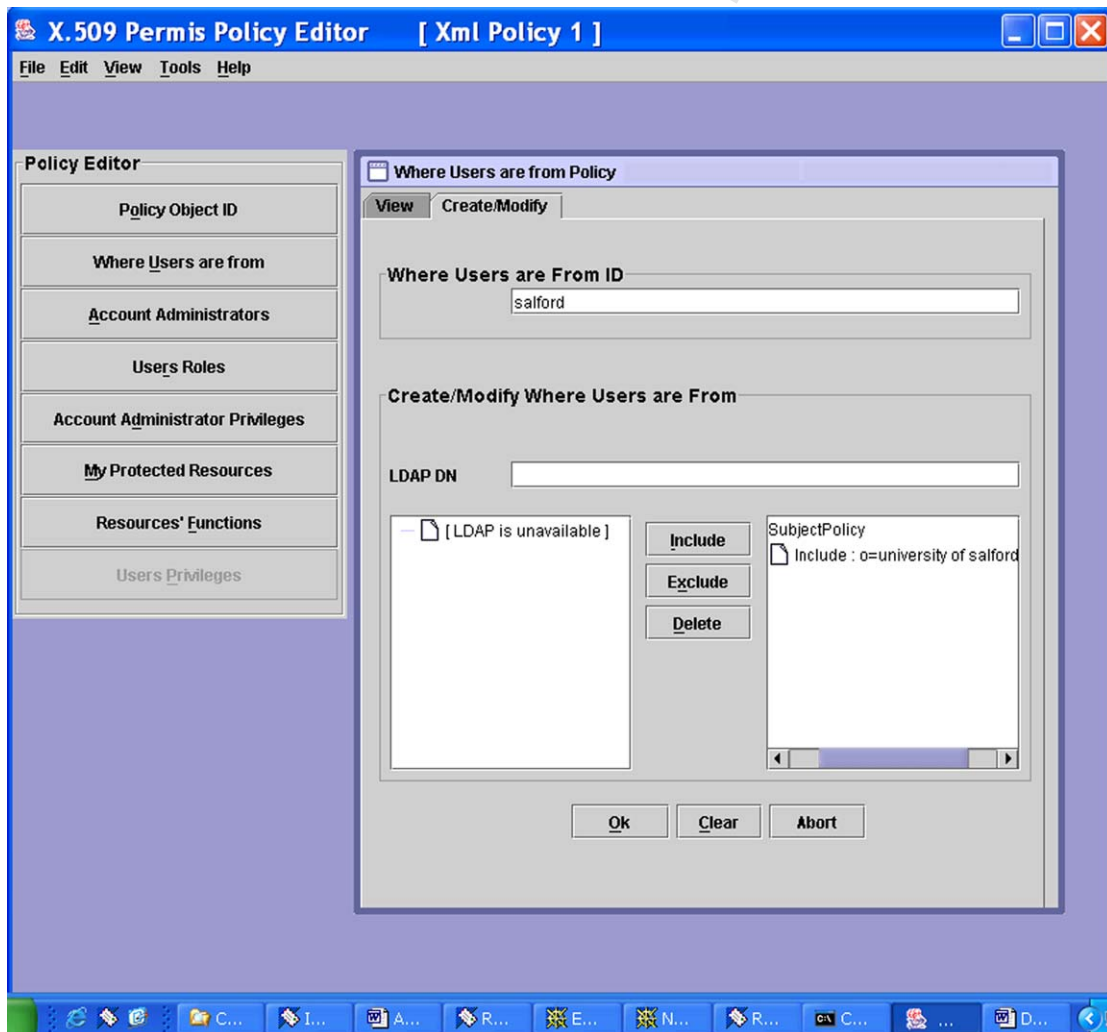 X.509 Permis Policy Editor [ Xml Policy 1 ]
File Edit View Tools Help
Policy Editor
Policy Object ID
Where Users are from
Account Administrators
Users Roles
Account Administrator Privileges
My Protected Resources
Resources' Functions
Users Privileges
Where Users are from Policy
View Create/Modify
Where Users are From ID
salford
Create/Modify Where Users are From
LDAP DN
[ LDAP is unavailable ]
Include
Exclude
Delete
SubjectPolicy
Include : o=university of salford
Ok Clear Abort
C... I... A... R... E... N... R... C... ... D...